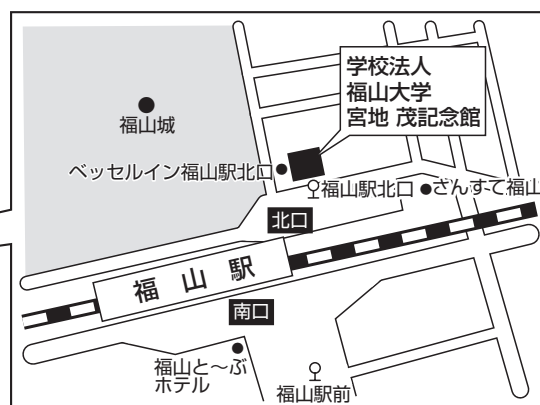 学校法人
福山大学
宮地 茂記念館
福山城
ベッセルイン福山駅北口
福山駅北口
さんすて福山
北口
福山駅
南口
福山と～ぶ
ホテル
福山駅前